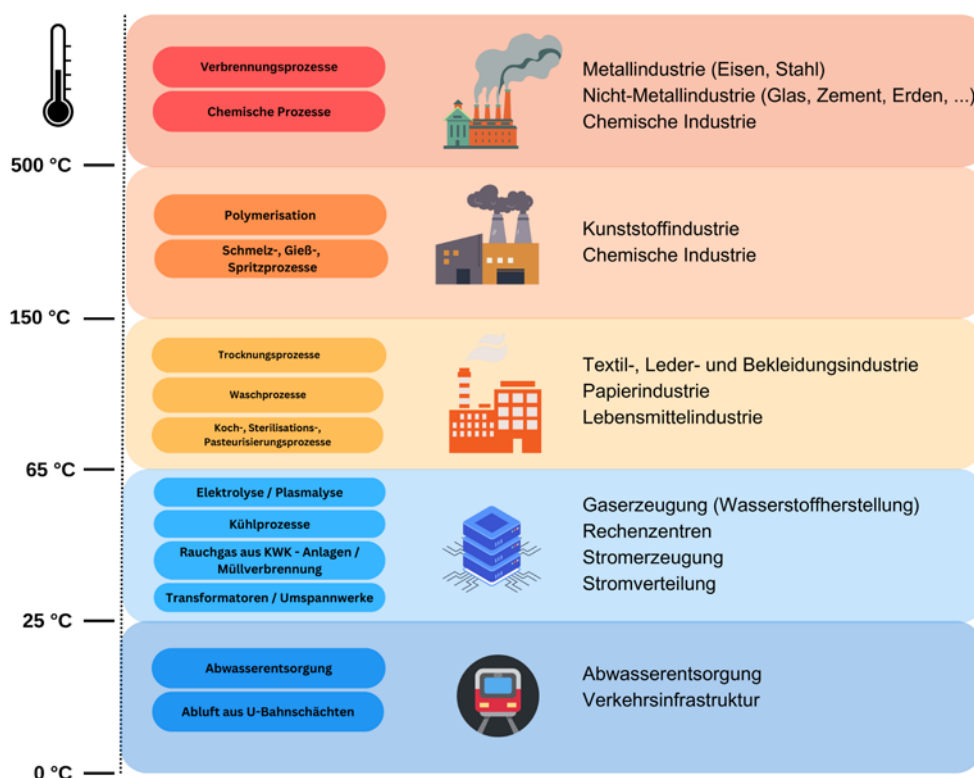 Verbrennungsprozesse
Chemische Prozesse
Metallindustrie (Eisen, Stahl)
Nicht-Metallindustrie (Glas, Zement, Erden, ...)
Chemische Industrie
500 °C
Polymerisation
Schmelz-, Gieß-,
Spritzprozesse
Kunststoffindustrie
Chemische Industrie
150 °C
Trocknungsprozesse
Waschprozesse
Koch-, Sterilisations-,
Pasteurisierungsprozesse
Textil-, Leder- und Bekleidungsindustrie
Papierindustrie
Lebensmittelindustrie
65 °C
Elektrolyse / Plasmalyse
Kühlprozesse
Rauchgas aus KWK - Anlagen /
Müllverbrennung
Transformatoren / Umspannwerke
Gaserzeugung (Wasserstoffherstellung)
Rechenzentren
Stromerzeugung
Stromverteilung
25 °C
Abwasserentsorgung
Abluft aus U-Bahnschächten
Abwasserentsorgung
Verkehrsinfrastruktur
0 °C